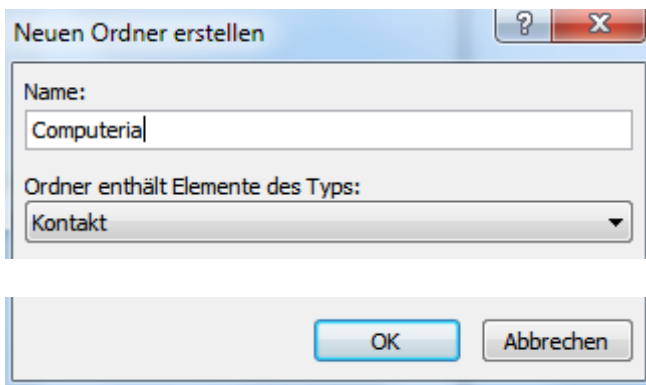 Neuen Ordner erstellen
?
X
Name:
Computeria
Ordner enthält Elemente des Typs:
Kontakt
OK
Abbrechen